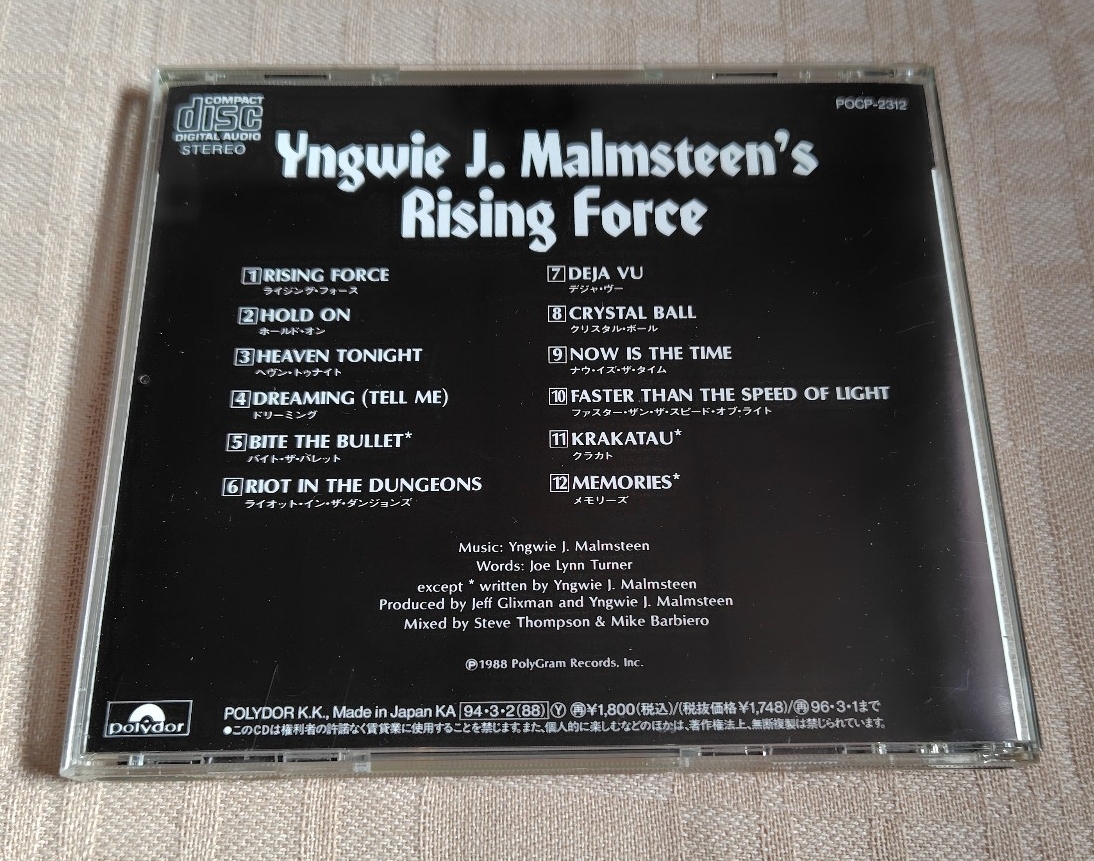 COMPACT
disc
DIGITAL AUDIO
STEREO
POCP-2312
Yngwie J. Malmsteen's
Rising Force
1 RISING FORCE
ライジング・フォース
2 HOLD ON
ホールド・オン
3 HEAVEN TONIGHT
ヘヴン・トゥナイト
4 DREAMING (TELL ME)
ドリーミング
5 BITE THE BULLET*
バイト・ザ・バレット
6 RIOT IN THE DUNGEONS
ライオット・イン・ザ・ダンジョンズ
7 DEJA VU
デジャ・ヴー
8 CRYSTAL BALL
クリスタル・ボール
9 NOW IS THE TIME
ナウ・イズ・ザ・タイム
10 FASTER THAN THE SPEED OF LIGHT
ファスター・ザン・ザ・スピード・オブ・ライト
11 KRAKATAU*
クラカト
12 MEMORIES*
メモリーズ
Music: Yngwie J. Malmsteen
Words: Joe Lynn Turner
except * written by Yngwie J. Malmsteen
Produced by Jeff Glixman and Yngwie J. Malmsteen
Mixed by Steve Thompson & Mike Barbiero
Ⓟ1988 PolyGram Records, Inc.
polydor
POLYDOR K.K., Made in Japan KA 94・3・2(88) Ⓨ ㊢¥1,800(税込)/(税抜価格¥1,748)/㊢96・3・1まで
●このCDは権利者の許諾なく賃貸業に使用することを禁じます。また、個人的に楽しむなどのほかは、著作権法上、無断複製は禁じられています。